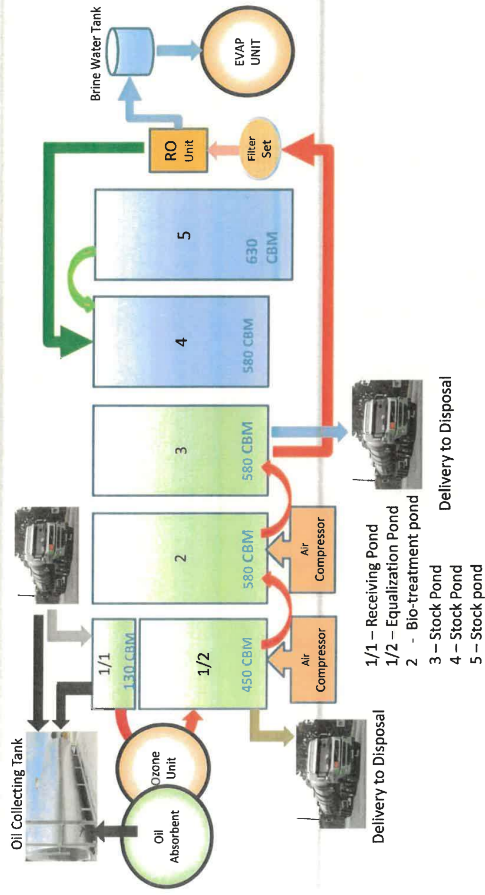 Oil Collecting Tank
Oil
Absorbent
Ozone
Unit
1/1
130 CBM
1/2
450 CBM
Air
Compressor
2
580 CBM
Air
Compressor
3
580 CBM
4
580 CBM
5
630
CBM
RO
Unit
Filter
Set
Brine Water Tank
EVAP
UNIT
Delivery to Disposal
Delivery to Disposal
1/1 – Receiving Pond
1/2 – Equalization Pond
2 - Bio-treatment pond
3 – Stock Pond
4 – Stock Pond
5 – Stock pond